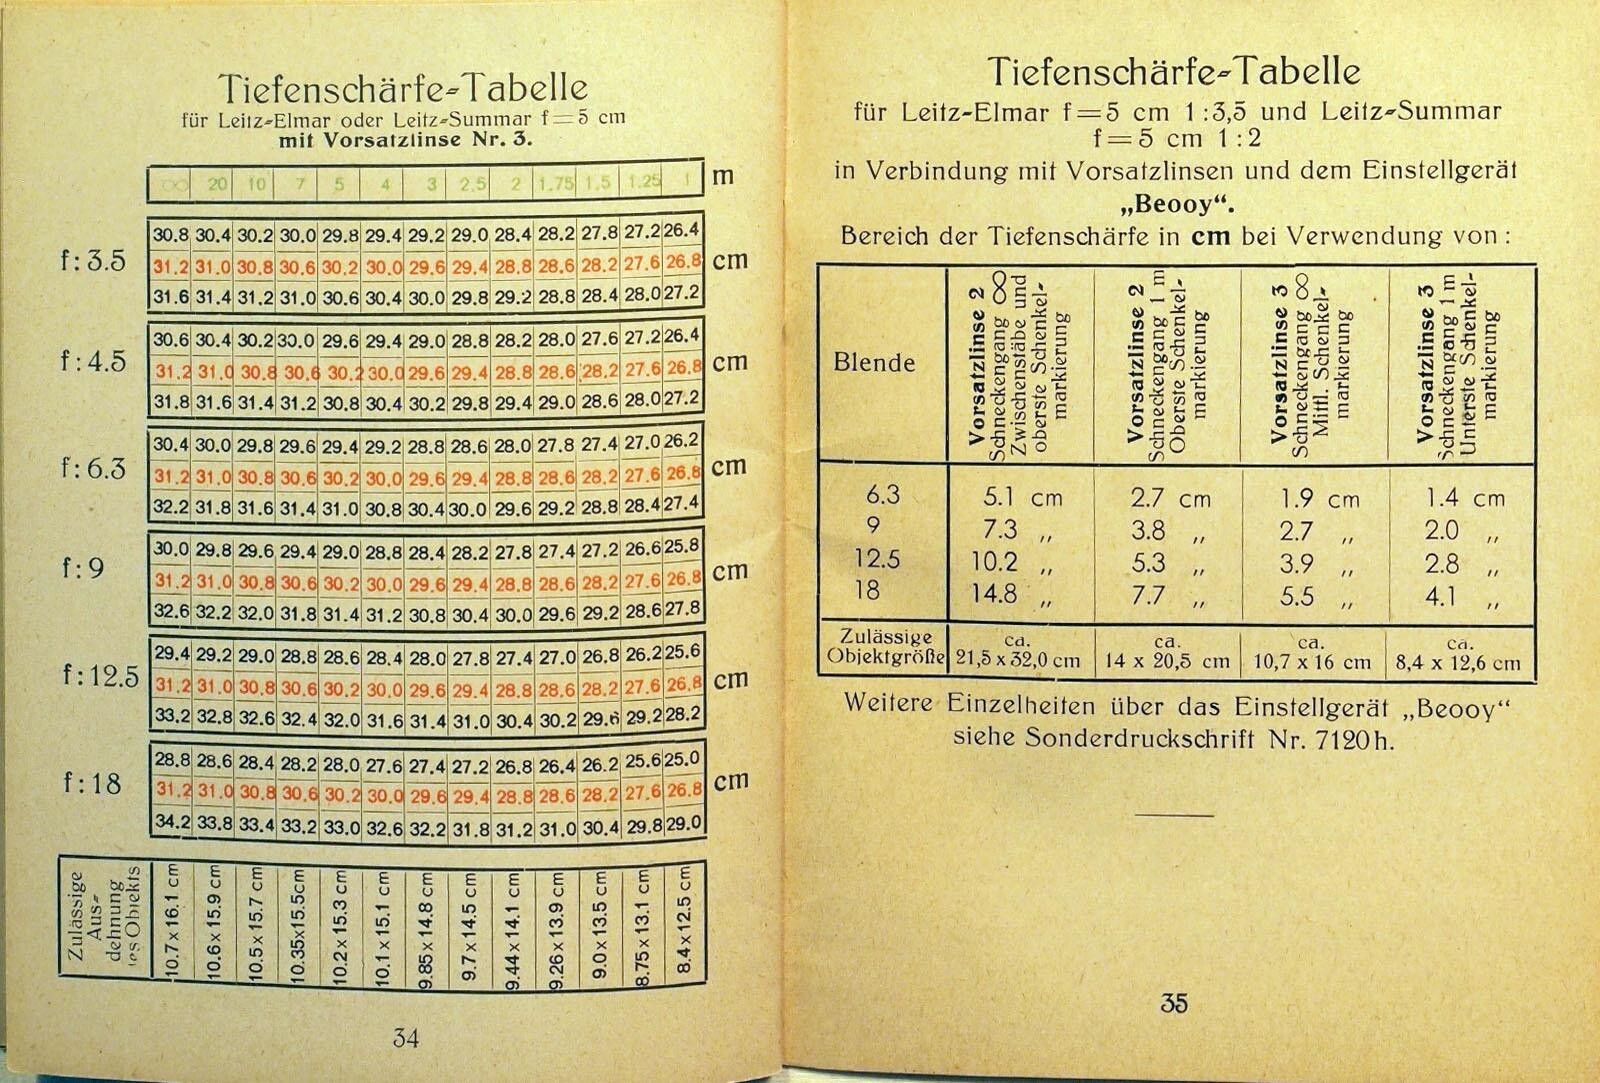 Tiefenschärfe-Tabelle
für Leitz-Elmar oder Leitz-Summar f=5 cm
mit Vorsatzlinse Nr. 3.
∞ 20 10 7 5 4 3 2.5 2 1.75 1.5 1.25 1 m
f:3.5
30.8 30.4 30.2 30.0 29.8 29.4 29.2 29.0 28.4 28.2 27.8 27.2 26.4
31.2 31.0 30.8 30.6 30.2 30.0 29.6 29.4 28.8 28.6 28.2 27.6 26.8 cm
31.6 31.4 31.2 31.0 30.6 30.4 30.0 29.8 29.2 28.8 28.4 28.0 27.2
f:4.5
30.6 30.4 30.2 30.0 29.6 29.4 29.0 28.8 28.2 28.0 27.6 27.2 26.4
31.2 31.0 30.8 30.6 30.2 30.0 29.6 29.4 28.8 28.6 28.2 27.6 26.8 cm
31.8 31.6 31.4 31.2 30.8 30.4 30.2 29.8 29.4 29.0 28.6 28.0 27.2
f:6.3
30.4 30.0 29.8 29.6 29.4 29.2 28.8 28.6 28.0 27.8 27.4 27.0 26.2
31.2 31.0 30.8 30.6 30.2 30.0 29.6 29.4 28.8 28.6 28.2 27.6 26.8 cm
32.2 31.8 31.6 31.4 31.0 30.8 30.4 30.0 29.6 29.2 28.8 28.4 27.4
f:9
30.0 29.8 29.6 29.4 29.0 28.8 28.4 28.2 27.8 27.4 27.2 26.6 25.8
31.2 31.0 30.8 30.6 30.2 30.0 29.6 29.4 28.8 28.6 28.2 27.6 26.8 cm
32.6 32.2 32.0 31.8 31.4 31.2 30.8 30.4 30.0 29.6 29.2 28.6 27.8
f:12.5
29.4 29.2 29.0 28.8 28.6 28.4 28.0 27.8 27.4 27.0 26.8 26.2 25.6
31.2 31.0 30.8 30.6 30.2 30.0 29.6 29.4 28.8 28.6 28.2 27.6 26.8 cm
33.2 32.8 32.6 32.4 32.0 31.6 31.4 31.0 30.4 30.2 29.6 29.2 28.2
f:18
28.8 28.6 28.4 28.2 28.0 27.6 27.4 27.2 26.8 26.4 26.2 25.6 25.0
31.2 31.0 30.8 30.6 30.2 30.0 29.6 29.4 28.8 28.6 28.2 27.6 26.8 cm
34.2 33.8 33.4 33.2 33.0 32.6 32.2 31.8 31.2 31.0 30.4 29.8 29.0
Zulässige
Aus-
dehnung
des Objekts
10.7 x 16.1 cm
10.6 x 15.9 cm
10.5 x 15.7 cm
10.35x15.5cm
10.2 x 15.3 cm
10.1 x 15.1 cm
9.85 x 14.8 cm
9.7 x 14.5 cm
9.44 x 14.1 cm
9.26 x 13.9 cm
9.0 x 13.5 cm
8.75 x 13.1 cm
8.4 x 12.5 cm
34
Tiefenschärfe-Tabelle
für Leitz-Elmar f=5 cm 1:3,5 und Leitz-Summar
f=5 cm 1:2
in Verbindung mit Vorsatzlinsen und dem Einstellgerät
„Beooy“.
Bereich der Tiefenschärfe in cm bei Verwendung von:
Blende
Vorsatzlinse 2
Schneckengang ∞
Zwischenstäbe und
oberste Schenkel-
markierung
Vorsatzlinse 2
Schneckengang 1 m
Oberste Schenkel-
markierung
Vorsatzlinse 3
Schneckengang ∞
Mittl. Schenkel-
markierung
Vorsatzlinse 3
Schneckengang 1 m
Unterste Schenkel-
markierung
6.3 5.1 cm 2.7 cm 1.9 cm 1.4 cm
9 7.3 „ 3.8 „ 2.7 „ 2.0 „
12.5 10.2 „ 5.3 „ 3.9 „ 2.8 „
18 14.8 „ 7.7 „ 5.5 „ 4.1 „
Zulässige
Objektgröße
ca.
21,5 x 32,0 cm
ca.
14 x 20,5 cm
ca.
10,7 x 16 cm
ca.
8,4 x 12,6 cm
Weitere Einzelheiten über das Einstellgerät „Beooy“
siehe Sonderdruckschrift Nr. 7120 h.
35